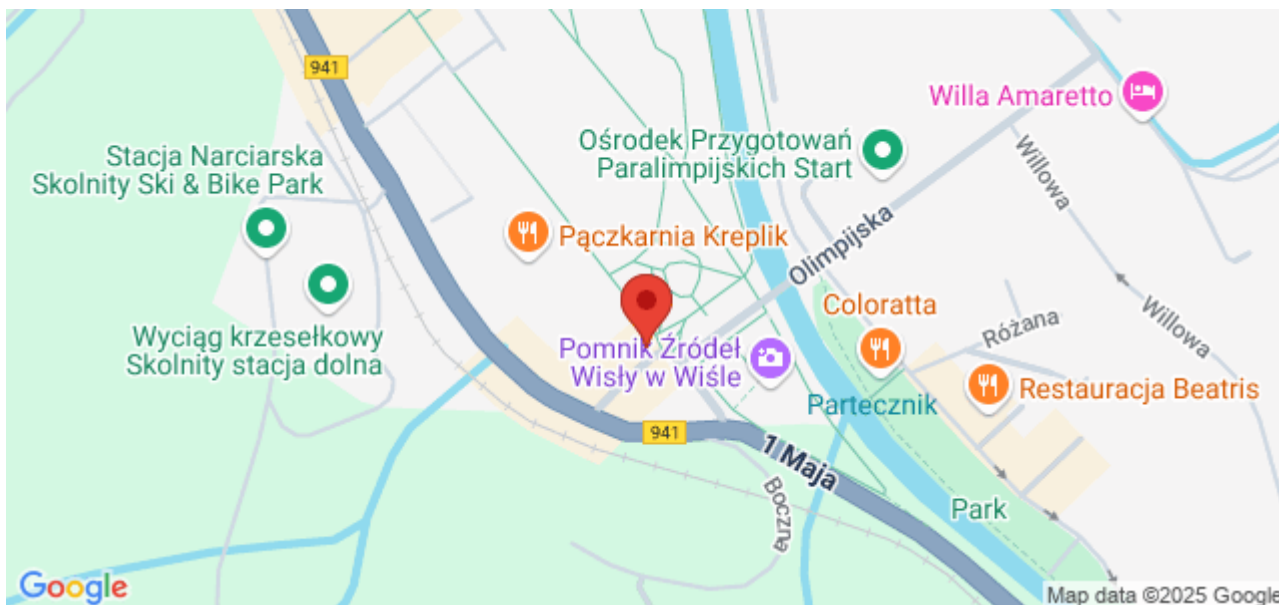 941
Willa Amaretto
Ośrodek Przygotowań
Paralimpijskich Start
Stacja Narciarska
Skolnity Ski & Bike Park
Willowa
Pączkarnia Kreplik
Olimpijska
Coloratta
Różana
Willowa
Wyciąg krzesełkowy
Skolnity stacja dolna
Pomnik Źródeł
Wisły w Wiśle
Restauracja Beatris
Partecznik
941
1 Maja
Boczna
Park
Google
Map data ©2025 Google